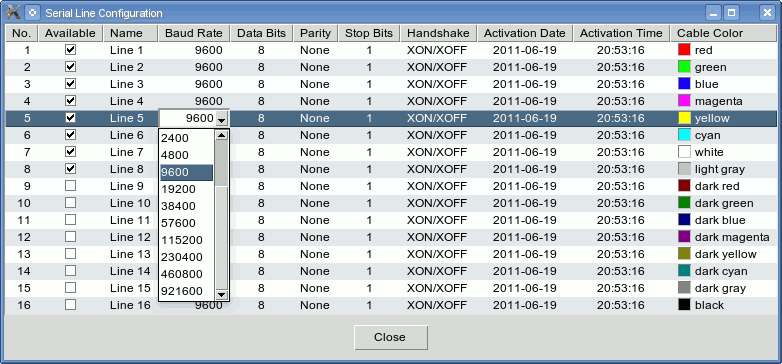 Serial Line Configuration
No. Available Name Baud Rate Data Bits Parity Stop Bits Handshake Activation Date Activation Time Cable Color
1 Line 1 9600 8 None 1 XON/XOFF 2011-06-19 20:53:16 red
2 Line 2 9600 8 None 1 XON/XOFF 2011-06-19 20:53:16 green
3 Line 3 9600 8 None 1 XON/XOFF 2011-06-19 20:53:16 blue
4 Line 4 9600 8 None 1 XON/XOFF 2011-06-19 20:53:16 magenta
5 Line 5 9600 8 None 1 XON/XOFF 2011-06-19 20:53:16 yellow
6 Line 6 2400 8 None 1 XON/XOFF 2011-06-19 20:53:16 cyan
7 Line 7 4800 8 None 1 XON/XOFF 2011-06-19 20:53:16 white
8 Line 8 9600 8 None 1 XON/XOFF 2011-06-19 20:53:16 light gray
9 Line 9 19200 8 None 1 XON/XOFF 2011-06-19 20:53:16 dark red
10 Line 10 38400 8 None 1 XON/XOFF 2011-06-19 20:53:16 dark green
11 Line 11 57600 8 None 1 XON/XOFF 2011-06-19 20:53:16 dark blue
12 Line 12 115200 8 None 1 XON/XOFF 2011-06-19 20:53:16 dark magenta
13 Line 13 230400 8 None 1 XON/XOFF 2011-06-19 20:53:16 dark yellow
14 Line 14 460800 8 None 1 XON/XOFF 2011-06-19 20:53:16 dark cyan
15 Line 15 921600 8 None 1 XON/XOFF 2011-06-19 20:53:16 dark gray
16 Line 16 9600 8 None 1 XON/XOFF 2011-06-19 20:53:16 black
Close